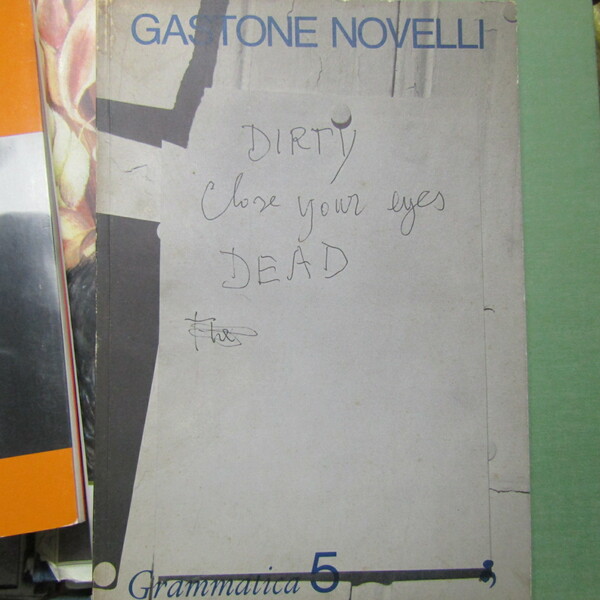 GASTONE NOVELLI
DIRTY
Close your eyes
DEAD
Grammatica 5